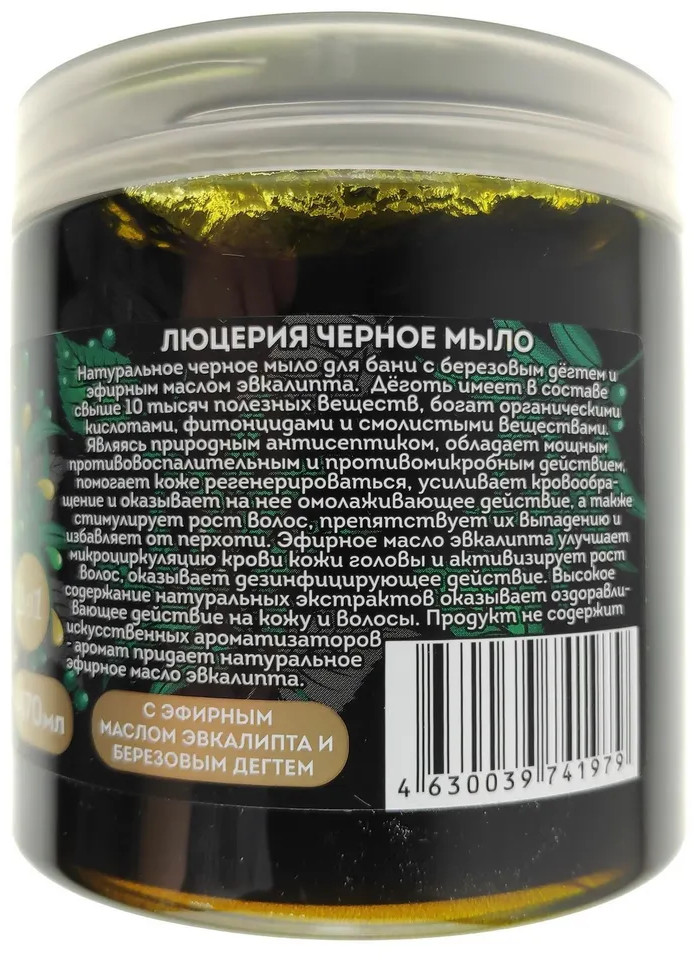 ЛЮЦЕРИЯ ЧЕРНОЕ МЫЛО
Натуральное черное мыло для бани с березовым дёгтем и
эфирным маслом эвкалипта. Дёготь имеет в составе
свыше 10 тысяч полезных веществ, богат органическими
кислотами, фитонцидами и смолистыми веществами.
Являясь природным антисептиком, обладает мощным
противовоспалительным и противомикробным действием,
помогает коже регенерироваться, усиливает кровообра-
щение и оказывает на нее омолаживающее действие, а также
стимулирует рост волос, препятствует их выпадению и
избавляет от перхоти. Эфирное масло эвкалипта улучшает
микроциркуляцию крови кожи головы и активизирует рост
волос, оказывает дезинфицирующее действие. Высокое
содержание натуральных экстрактов оказывает оздоравли-
вающее действие на кожу и волосы. Продукт не содержит
искусственных ароматизаторов
- аромат придает натуральное
эфирное масло эвкалипта.
70мл
С ЭФИРНЫМ
МАСЛОМ ЭВКАЛИПТА И
БЕРЕЗОВЫМ ДЕГТЕМ
4 630039 741979